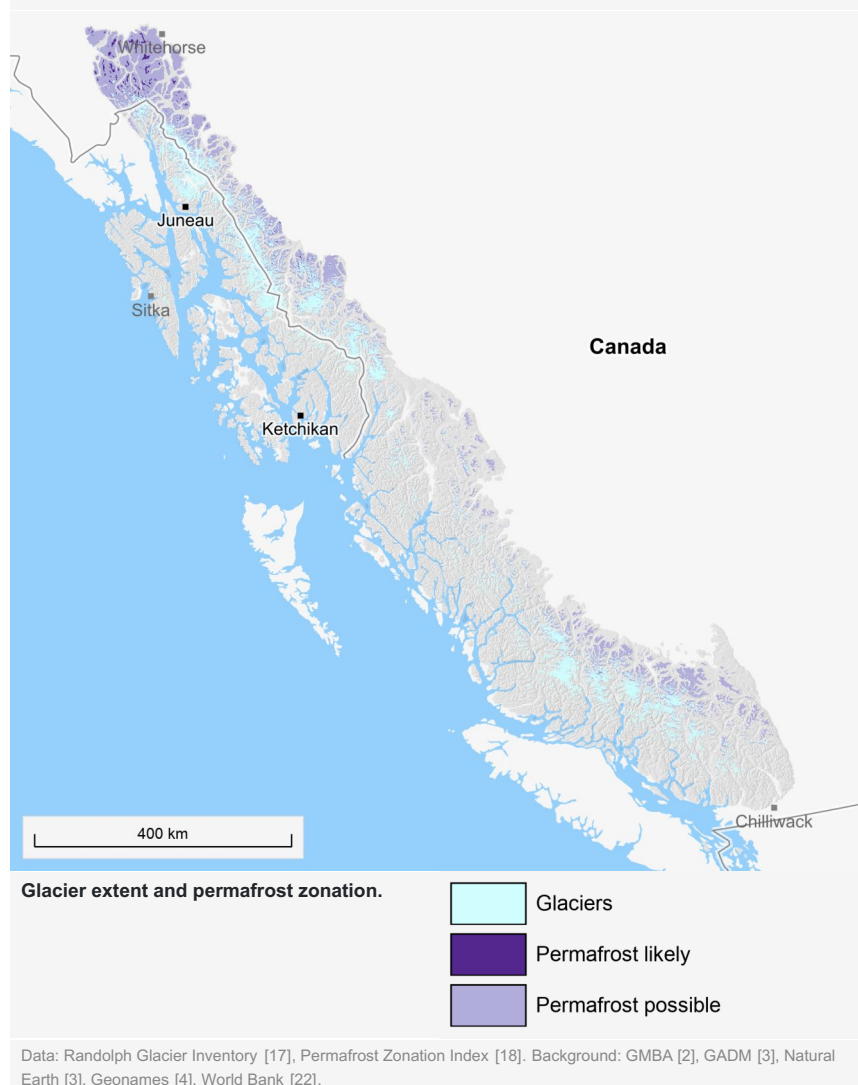 Whitehorse
Juneau
Sitka
Canada
Ketchikan
400 km
Chilliwack
Glacier extent and permafrost zonation.
Glaciers
Permafrost likely
Permafrost possible
Data: Randolph Glacier Inventory [17], Permafrost Zonation Index [18]. Background: GMBA [2], GADM [3], Natural
Earth [3], Geonames [4], World Bank [22].